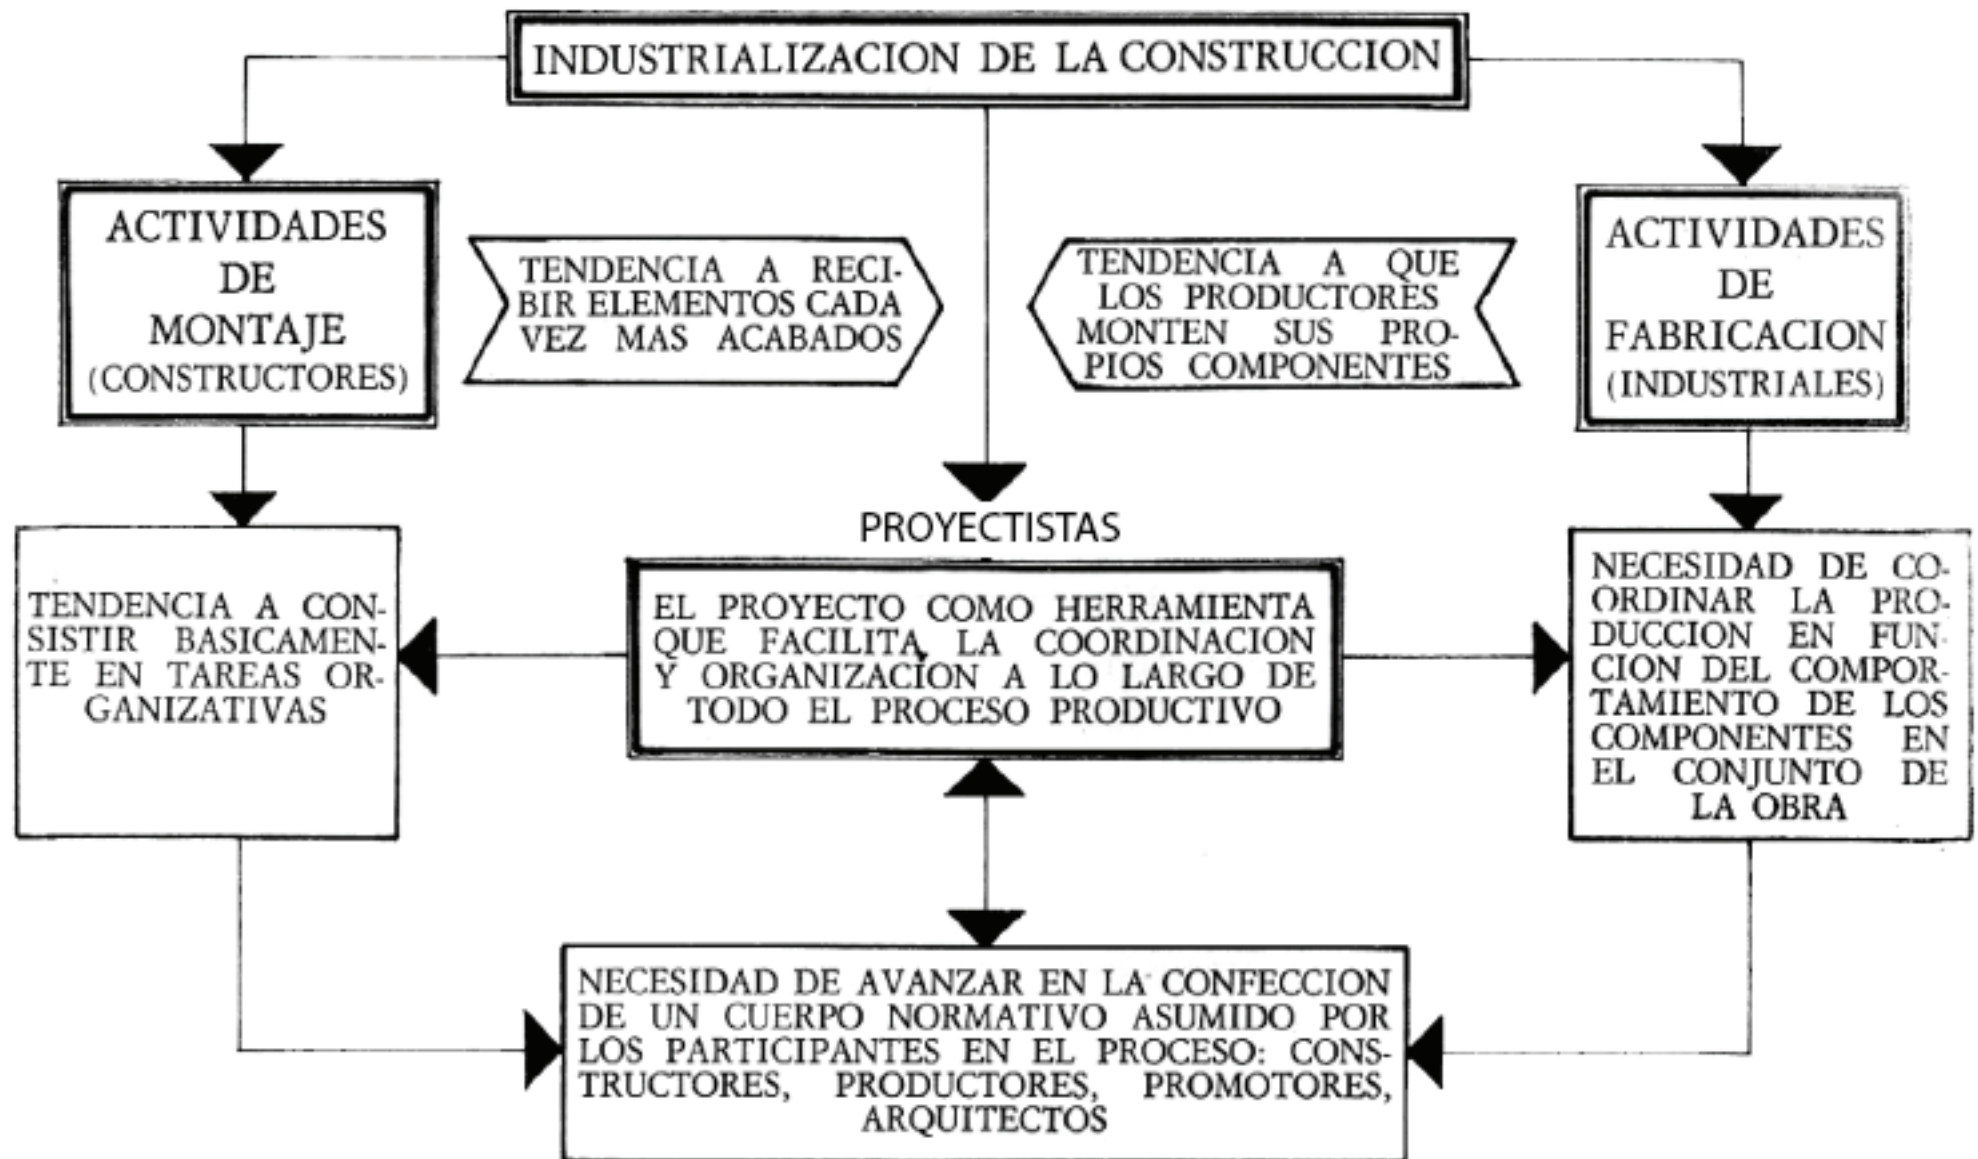 INDUSTRIALIZACION DE LA CONSTRUCCION
ACTIVIDADES
DE
MONTAJE
(CONSTRUCTORES)
TENDENCIA A RECI-
BIR ELEMENTOS CADA
VEZ MAS ACABADOS
TENDENCIA A QUE
LOS PRODUCTORES
MONTEN SUS PRO-
PIOS COMPONENTES
ACTIVIDADES
DE
FABRICACION
(INDUSTRIALES)
PROYECTISTAS
TENDENCIA A CON-
SISTIR BASICAMEN-
TE EN TAREAS OR-
GANIZATIVAS
EL PROYECTO COMO HERRAMIENTA
QUE FACILITA LA COORDINACION
Y ORGANIZACION A LO LARGO DE
TODO EL PROCESO PRODUCTIVO
NECESIDAD DE CO-
ORDINAR LA PRO-
DUCCION EN FUN-
CION DEL COMPOR-
TAMIENTO DE LOS
COMPONENTES EN
EL CONJUNTO DE
LA OBRA
NECESIDAD DE AVANZAR EN LA CONFECCION
DE UN CUERPO NORMATIVO ASUMIDO POR
LOS PARTICIPANTES EN EL PROCESO: CONS-
TRUCTORES, PRODUCTORES, PROMOTORES,
ARQUITECTOS